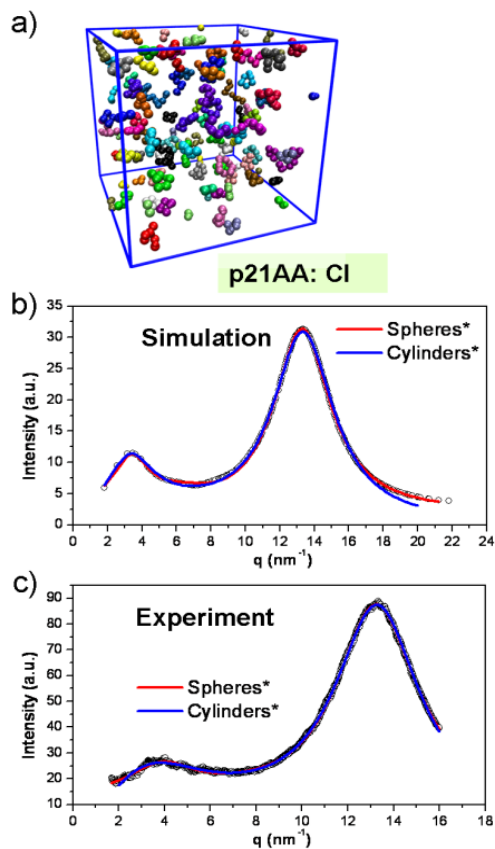 a)
p21AA: Cl
b)
Simulation
Spheres*
Cylinders*
Intensity (a.u.)
35
30
25
20
15
10
5
0
0 2 4 6 8 10 12 14 16 18 20 22 24
q (nm⁻¹)
c)
Experiment
Spheres*
Cylinders*
Intensity (a.u.)
90
80
70
60
50
40
30
20
10
2 4 6 8 10 12 14 16 18
q (nm⁻¹)